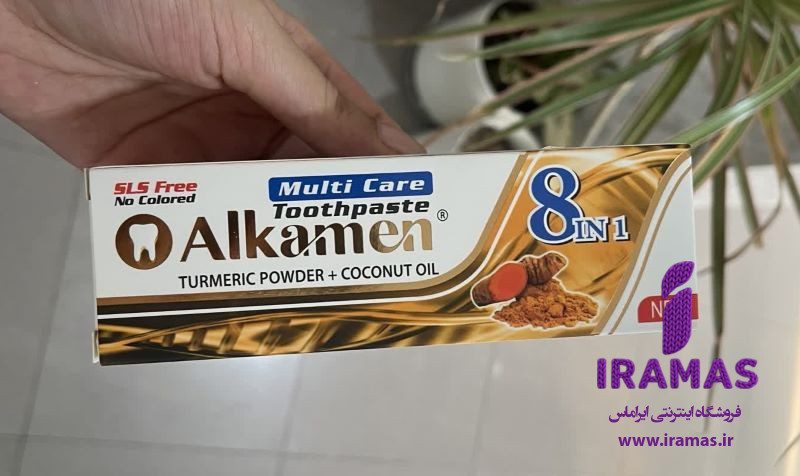 SLS Free
No Colored
Multi Care
Toothpaste
Alkamen®
TURMERIC POWDER + COCONUT OIL
8
IN 1
IRAMAS
فروشگاه اینترنتی ایراماس
www.iramas.ir